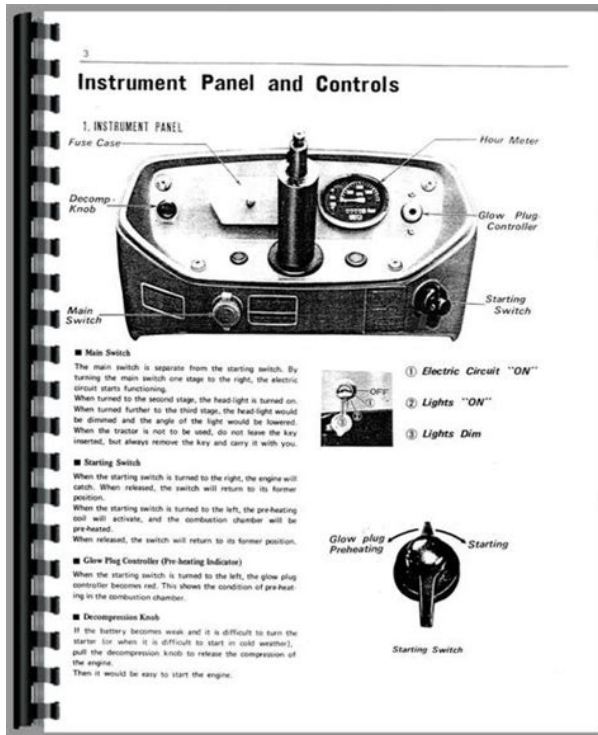 3
Instrument Panel and Controls
1. INSTRUMENT PANEL
Fuse Case
Hour Meter
Decomp-
Knob
Glow Plug
Controller
Main
Switch
Starting
Switch
■ Main Switch
The main switch is separate from the starting switch. By
turning the main switch one stage to the right, the electric
circuit starts functioning.
When turned to the second stage, the head-light is turned on.
When turned further to the third stage, the head-light would
be dimmed and the angle of the light would be lowered.
When the tractor is not to be used, do not leave the key
inserted, but always remove the key and carry it with you.
OFF
①
②
③
① Electric Circuit "ON"
② Lights "ON"
③ Lights Dim
■ Starting Switch
When the starting switch is turned to the right, the engine will
catch. When released, the switch will return to its former
position.
When the starting switch is turned to the left, the pre-heating
coil will activate, and the combustion chamber will be
pre-heated.
When released, the switch will return to its former position.
■ Glow Plug Controller (Pre-heating Indicator)
When the starting switch is turned to the left, the glow plug
controller becomes red. This shows the condition of pre-heat-
ing in the combustion chamber.
■ Decompression Knob
If the battery becomes weak and it is difficult to turn the
starter (or when it is difficult to start in cold weather),
pull the decompression knob to release the compression of
the engine.
Then it would be easy to start the engine.
Glow plug
Preheating
Starting
Starting Switch